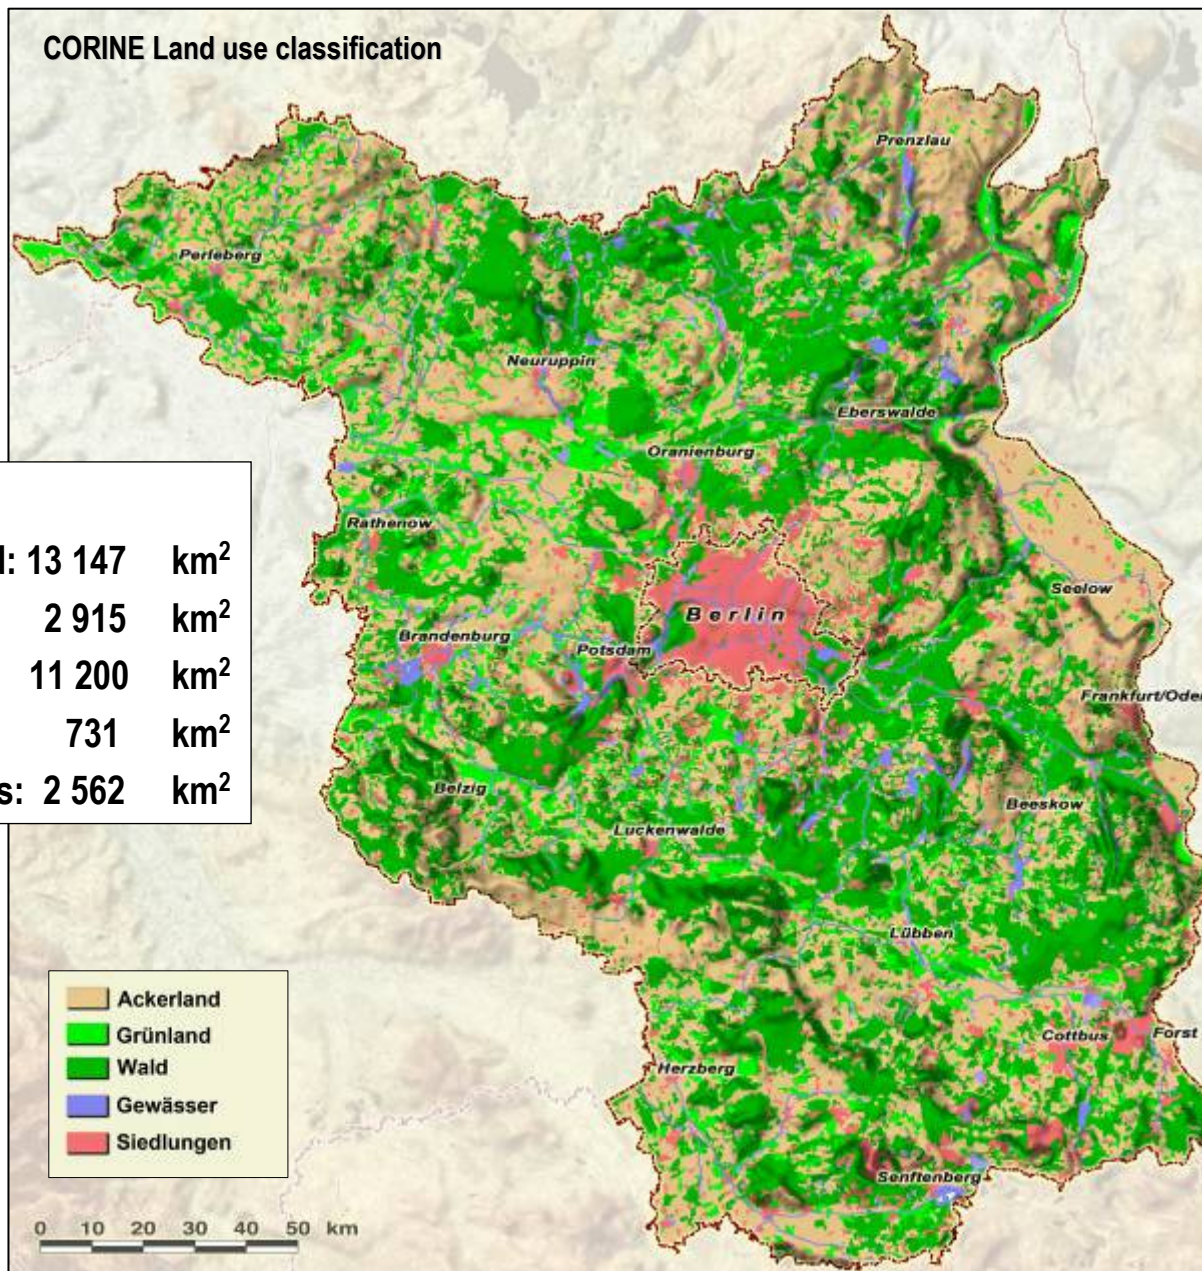 CORINE Land use classification
Prenzlau
Perleberg
Neuruppin
Eberswalde
Oranienburg
: 13 147 km²
Rathenow
2 915 km²
Seelow
Berlin
Brandenburg
Potsdam
11 200 km²
Frankfurt/Oder
731 km²
s: 2 562 km²
Belzig
Beeskow
Luckenwalde
Lübben
Ackerland
Grünland
Cottbus
Forst
Wald
Herzberg
Gewässer
Siedlungen
Senftenberg
0 10 20 30 40 50 km